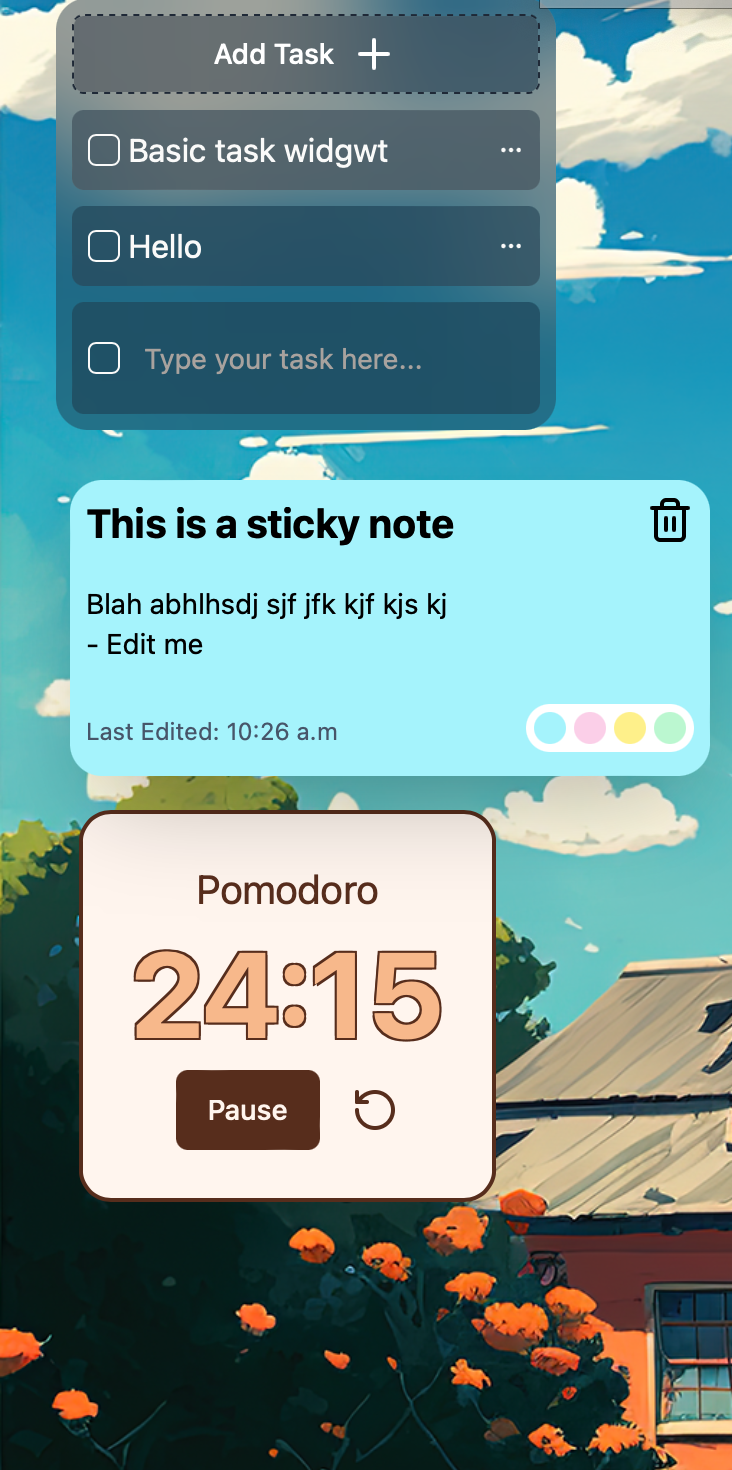 Add Task
Basic task widgwt
Hello
Type your task here...
This is a sticky note
Blah abhlhsdj sjf jfk kjf kjs kj
- Edit me
Last Edited: 10:26 a.m
Pomodoro
24:15
Pause